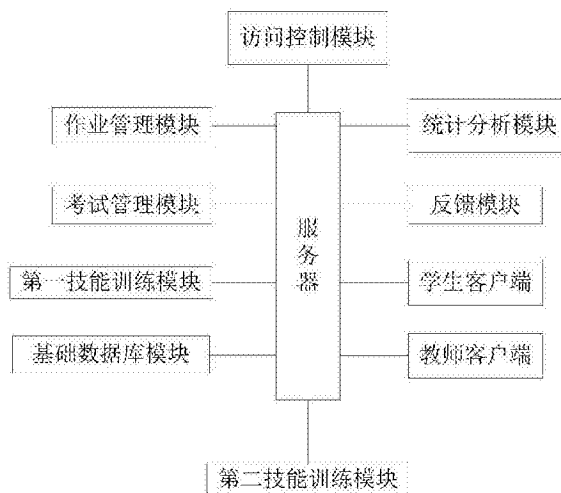 访问控制模块
作业管理模块
统计分析模块
考试管理模块
反馈模块
服务器
第一技能训练模块
学生客户端
基础数据库模块
教师客户端
第二技能训练模块